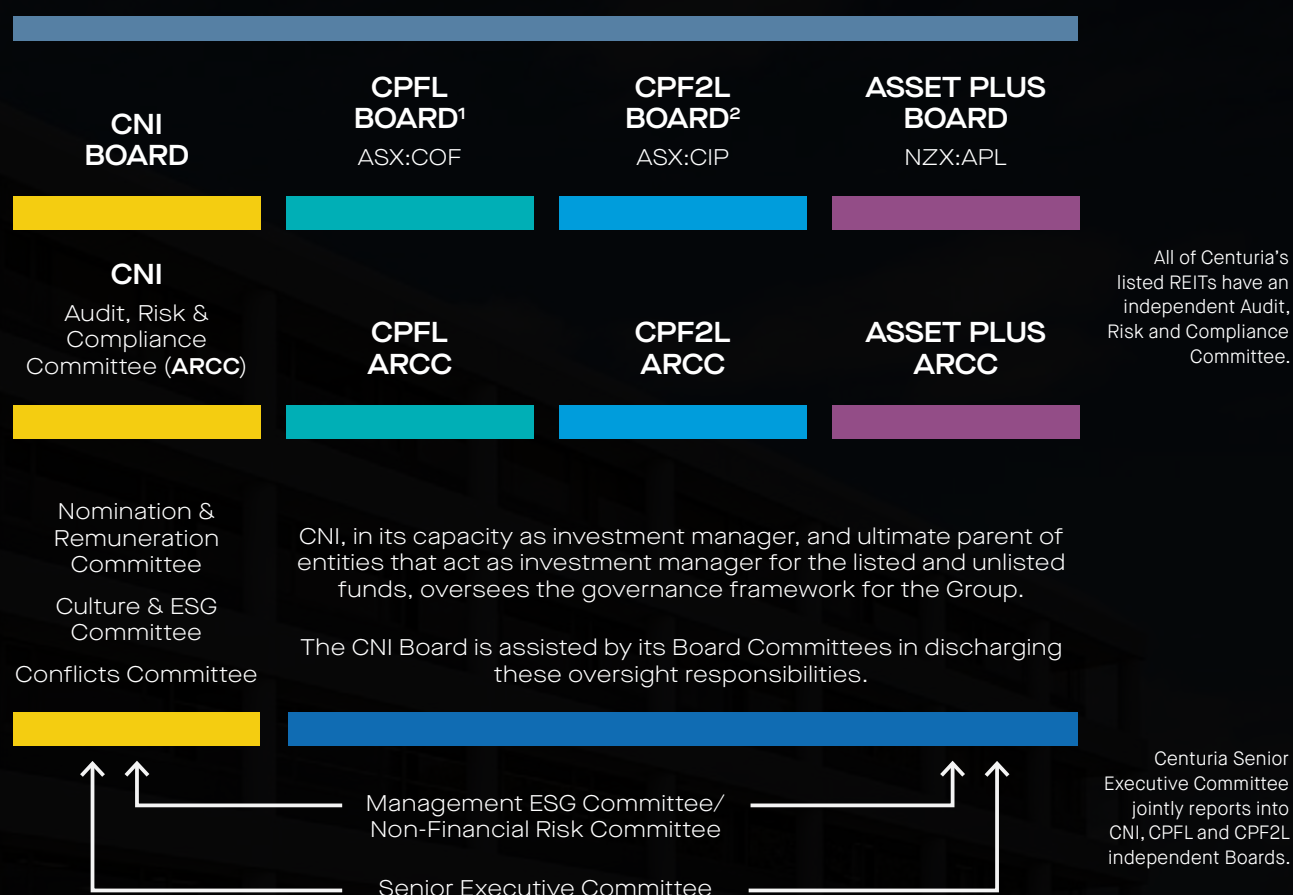 CNI
BOARD
CPFL
BOARD¹
ASX:COF
CPF2L
BOARD²
ASX:CIP
ASSET PLUS
BOARD
NZX:APL
CNI
Audit, Risk &
Compliance
Committee (ARCC)
CPFL
ARCC
CPF2L
ARCC
ASSET PLUS
ARCC
All of Centuria's
listed REITs have an
independent Audit,
Risk and Compliance
Committee.
Nomination &
Remuneration
Committee
Culture & ESG
Committee
Conflicts Committee
CNI, in its capacity as investment manager, and ultimate parent of
entities that act as investment manager for the listed and unlisted
funds, oversees the governance framework for the Group.
The CNI Board is assisted by its Board Committees in discharging
these oversight responsibilities.
Management ESG Committee/
Non-Financial Risk Committee
Senior Executive Committee
Centuria Senior
Executive Committee
jointly reports into
CNI, CPFL and CPF2L
independent Boards.